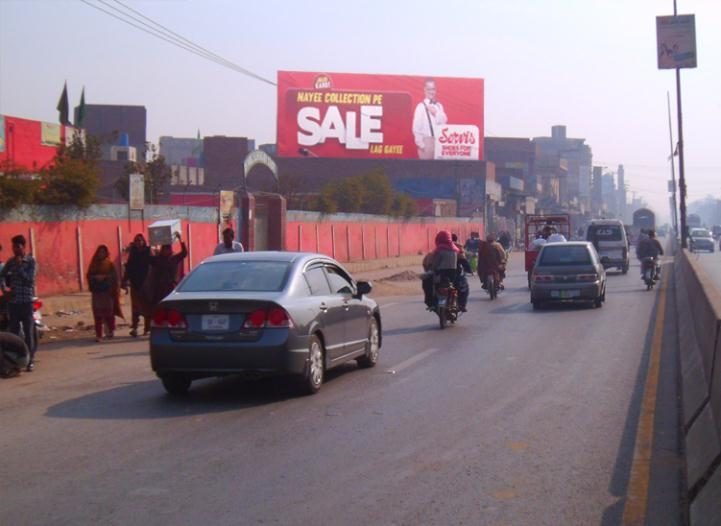 NAYEE COLLECTION PE
SALE
LAG GAYEE
Servis
SHOES FOR
EVERYONE